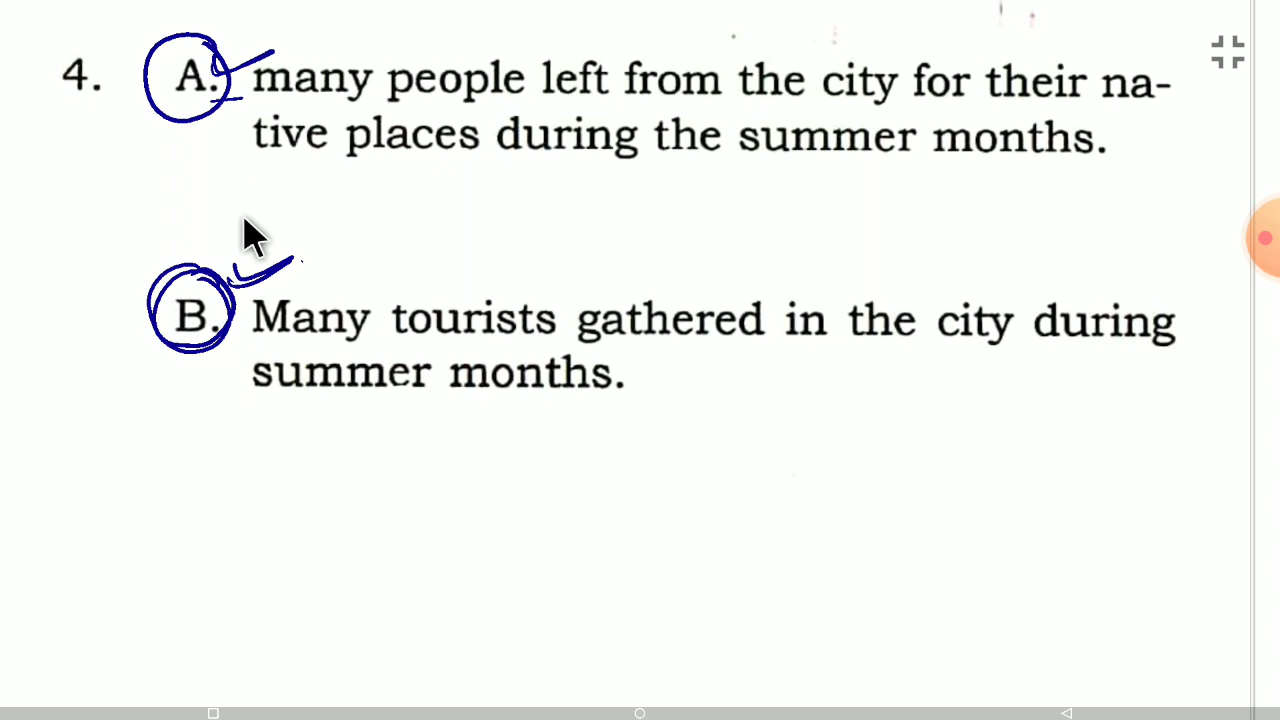 4. A. many people left from the city for their na-
tive places during the summer months.
B. Many tourists gathered in the city during
summer months.